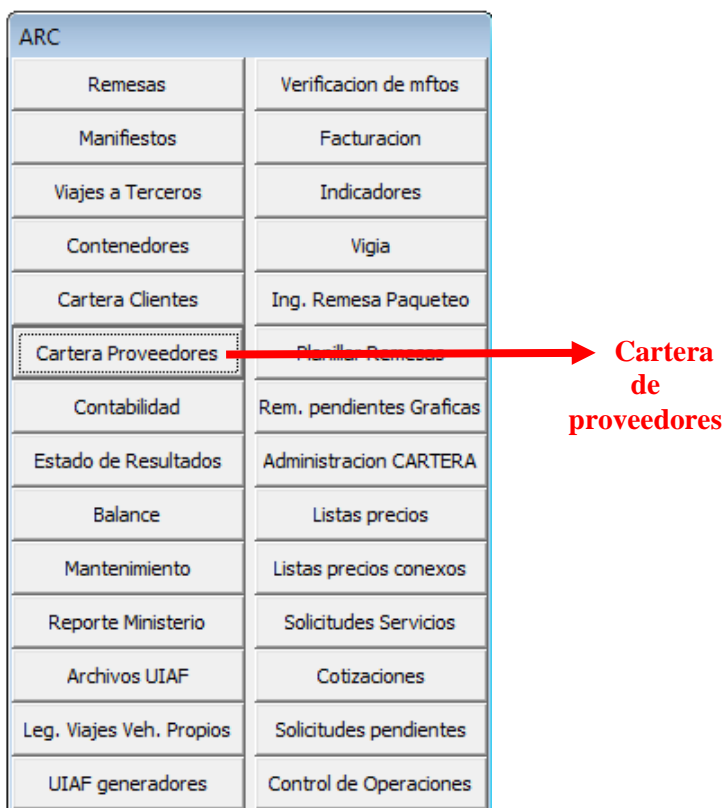 ARC
Remesas
Verificacion de mftos
Manifiestos
Facturacion
Viajes a Terceros
Indicadores
Contenedores
Vigia
Cartera Clientes
Ing. Remesa Paqueteo
Cartera Proveedores
Planillar Remesas
Cartera
de
proveedores
Contabilidad
Rem. pendientes Graficas
Estado de Resultados
Administracion CARTERA
Balance
Listas precios
Mantenimiento
Listas precios conexos
Reporte Ministerio
Solicitudes Servicios
Archivos UIAF
Cotizaciones
Leg. Viajes Veh. Propios
Solicitudes pendientes
UIAF generadores
Control de Operaciones